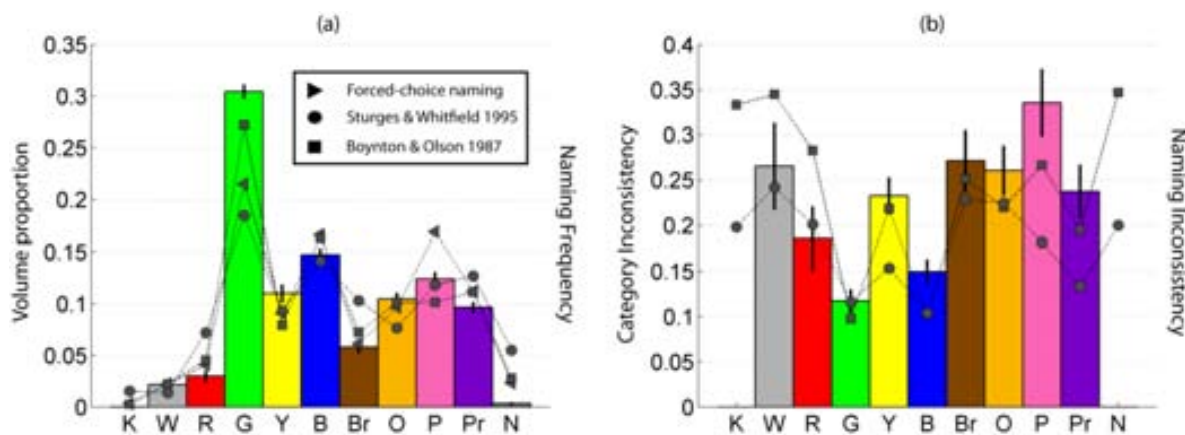 (a)
Volume proportion
0.35
0.3
0.25
0.2
0.15
0.1
0.05
0
Forced-choice naming
Sturges & Whitfield 1995
Boynton & Olson 1987
K W R G Y B Br O P Pr N
Naming Frequency
(b)
Category Inconsistency
0.4
0.35
0.3
0.25
0.2
0.15
0.1
0.05
0
K W R G Y B Br O P Pr N
Naming Inconsistency